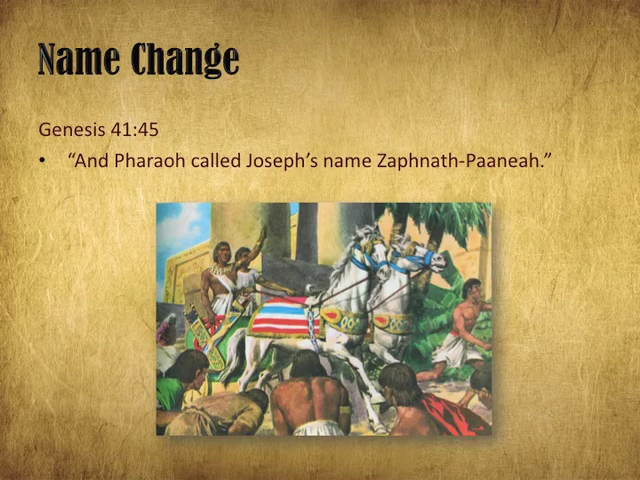 Name Change
Genesis 41:45
• “And Pharaoh called Joseph’s name Zaphnath-Paaneah.”